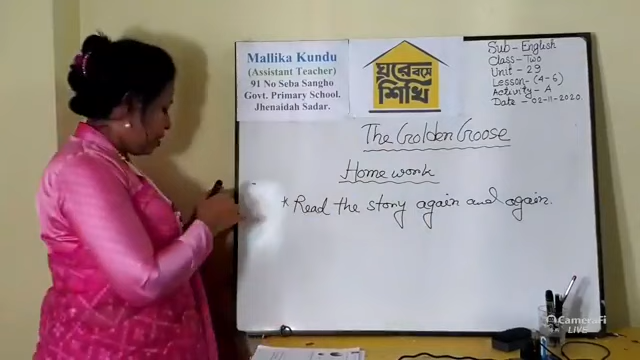 Mallika Kundu
(Assistant Teacher)
91 No Seba Sangho
Govt. Primary School.
Jhenaidah Sadar.
ঘরে বসে
শিখি
Sub- English
Class- Two
Unit - 29
Lesson- (4-6)
Activity - A
Date - 02-11-2020
The Golden Goose
Home work
* Read the story again and again.
CameraFi
LIVE